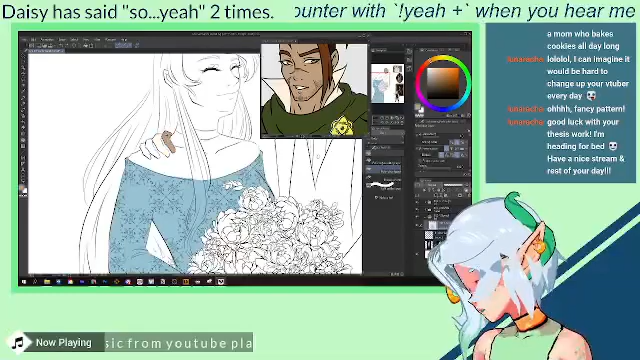 Daisy has said "so...yeah" 2 times.
ounter with `!yeah +` when you hear me
a mom who bakes
cookies all day long
lunaracha: lololol, I can imagine it
would be hard to
change up your vtuber
every day
lunaracha: ohhhh, fancy pattern!
lunaracha: good luck with your
thesis work! I'm
heading for bed
Have a nice stream &
rest of your day!!!
Now Playing
sic from youtube pla